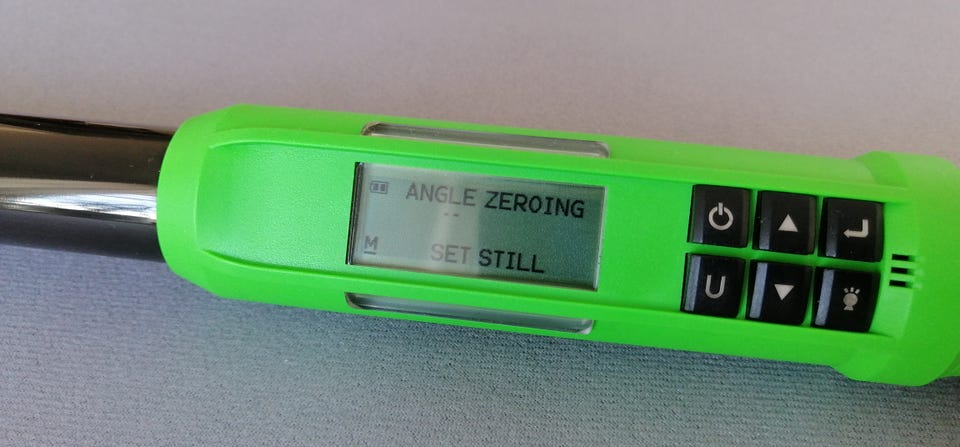 ANGLE ZEROING
--
M
SET STILL
U